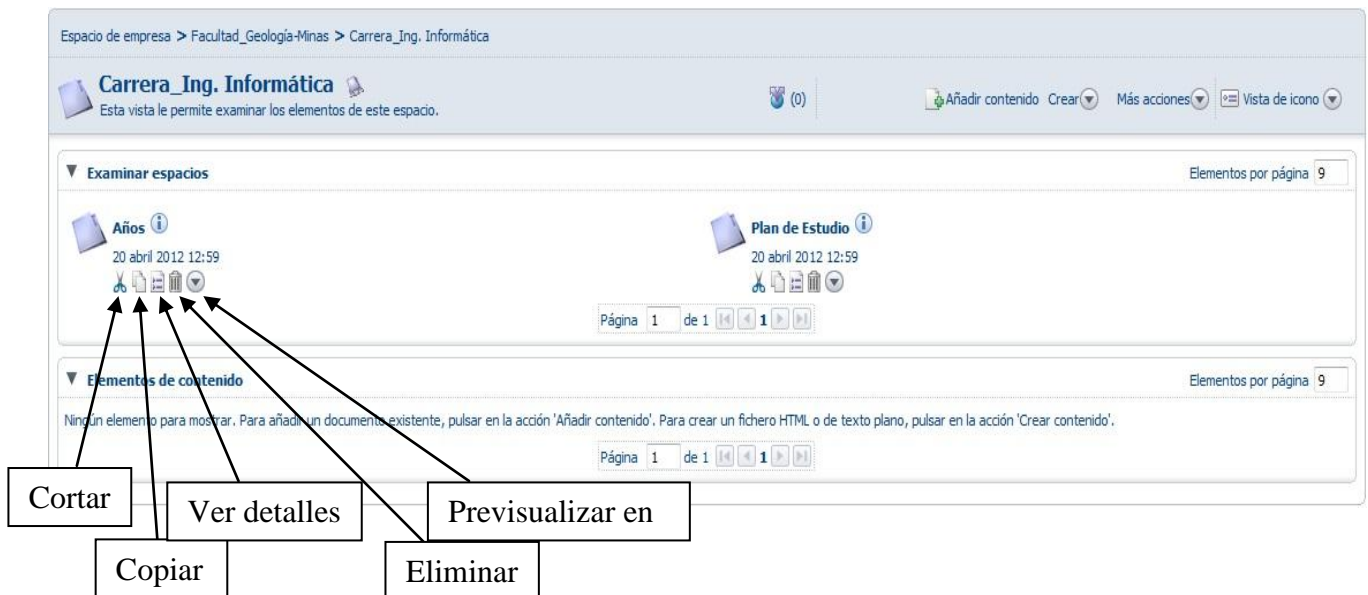 Espacio de empresa > Facultad_Geología-Minas > Carrera_Ing. Informática
Carrera_Ing. Informática
Esta vista le permite examinar los elementos de este espacio.
(0)
Añadir contenido Crear Más acciones Vista de icono
Examinar espacios
Elementos por página 9
Años
20 abril 2012 12:59
Plan de Estudio
20 abril 2012 12:59
Página 1 de 1 1
Elementos de contenido
Elementos por página 9
Ningún elemento para mostrar. Para añadir un documento existente, pulsar en la acción 'Añadir contenido'. Para crear un fichero HTML o de texto plano, pulsar en la acción 'Crear contenido'.
Página 1 de 1 1
Cortar
Ver detalles
Previsualizar en
Copiar
Eliminar